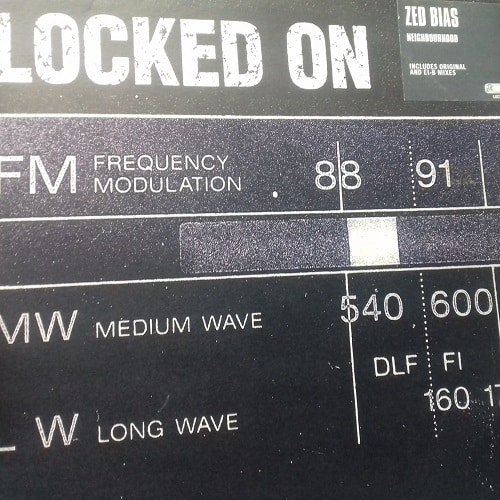 LOCKED ON
ZED BIAS
NEIGHBOURHOOD
INCLUDES ORIGINAL
AND EL-B MIXES
FM FREQUENCY
MODULATION
88 91
MW MEDIUM WAVE
540 600
DLF FI
160 17
L W LONG WAVE